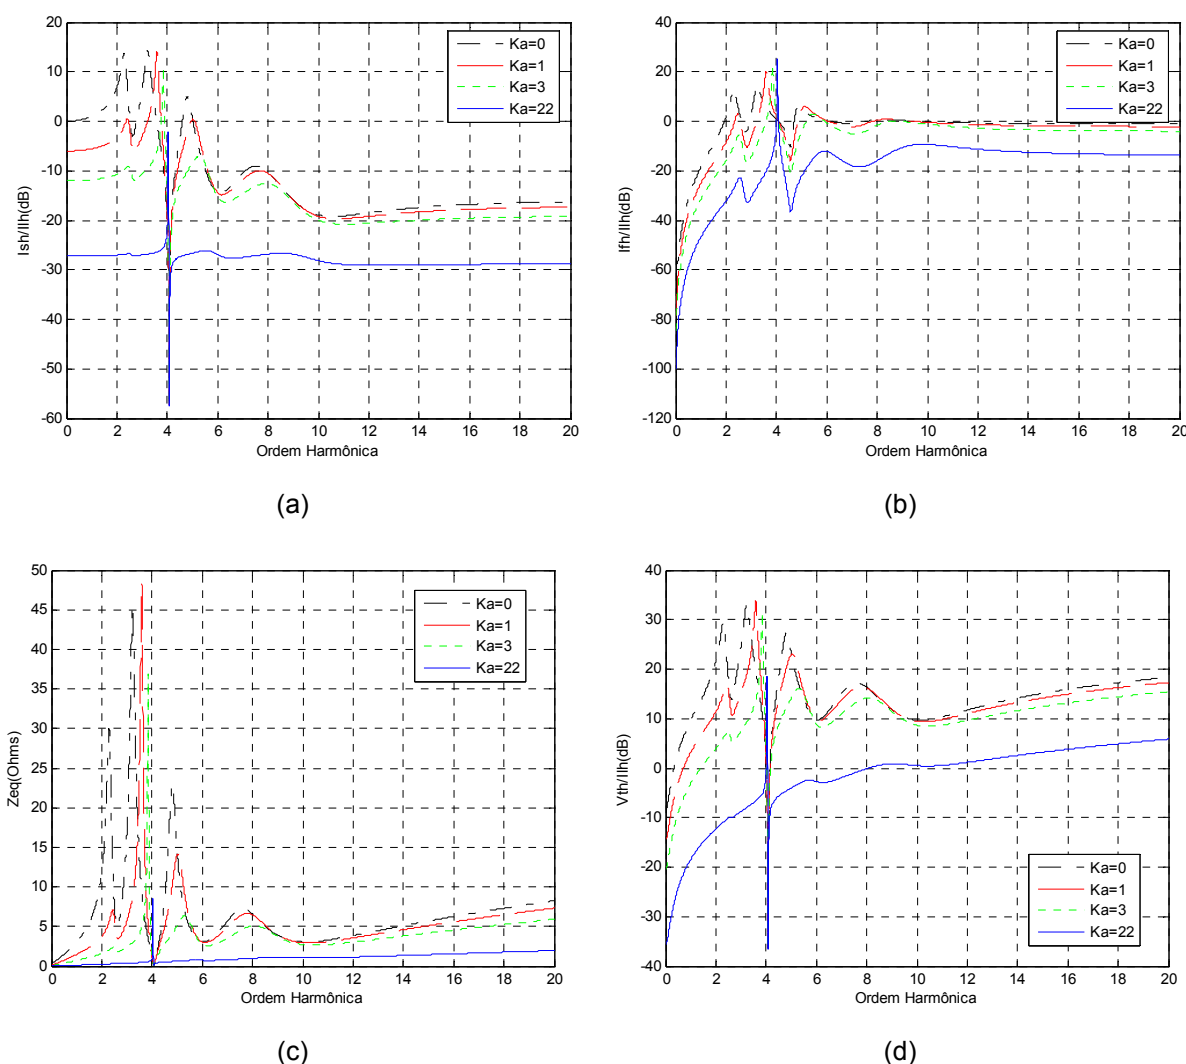 20
10
0
-10
-20
-30
-40
-50
-60
Ish/Ilh(dB)
0 2 4 6 8 10 12 14 16 18 20
Ordem Harmônica
Ka=0
Ka=1
Ka=3
Ka=22
(a)
40
20
0
-20
-40
-60
-80
-100
-120
Ifh/Ilh(dB)
0 2 4 6 8 10 12 14 16 18 20
Ordem Harmônica
Ka=0
Ka=1
Ka=3
Ka=22
(b)
50
45
40
35
30
25
20
15
10
5
0
Zeq(Ohms)
0 2 4 6 8 10 12 14 16 18 20
Ordem Harmônica
Ka=0
Ka=1
Ka=3
Ka=22
(c)
40
30
20
10
0
-10
-20
-30
-40
Vth/Ilh(dB)
0 2 4 6 8 10 12 14 16 18 20
Ordem Harmônica
Ka=0
Ka=1
Ka=3
Ka=22
(d)